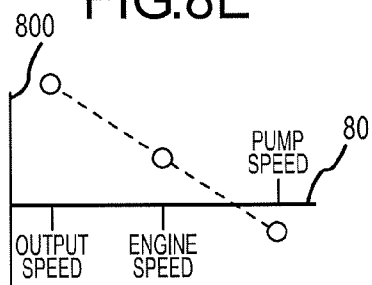 FIG.8E
800
PUMP
SPEED
80
OUTPUT
SPEED
ENGINE
SPEED